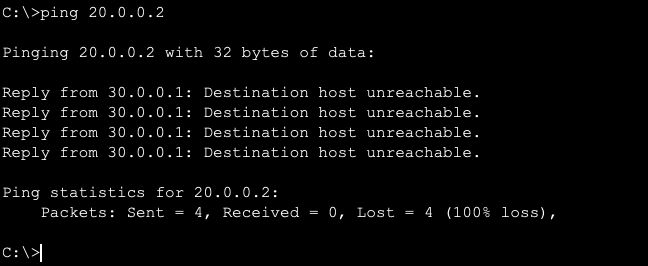 C:\>ping 20.0.0.2
Pinging 20.0.0.2 with 32 bytes of data:
Reply from 30.0.0.1: Destination host unreachable.
Reply from 30.0.0.1: Destination host unreachable.
Reply from 30.0.0.1: Destination host unreachable.
Reply from 30.0.0.1: Destination host unreachable.
Ping statistics for 20.0.0.2:
    Packets: Sent = 4, Received = 0, Lost = 4 (100% loss),
C:\>